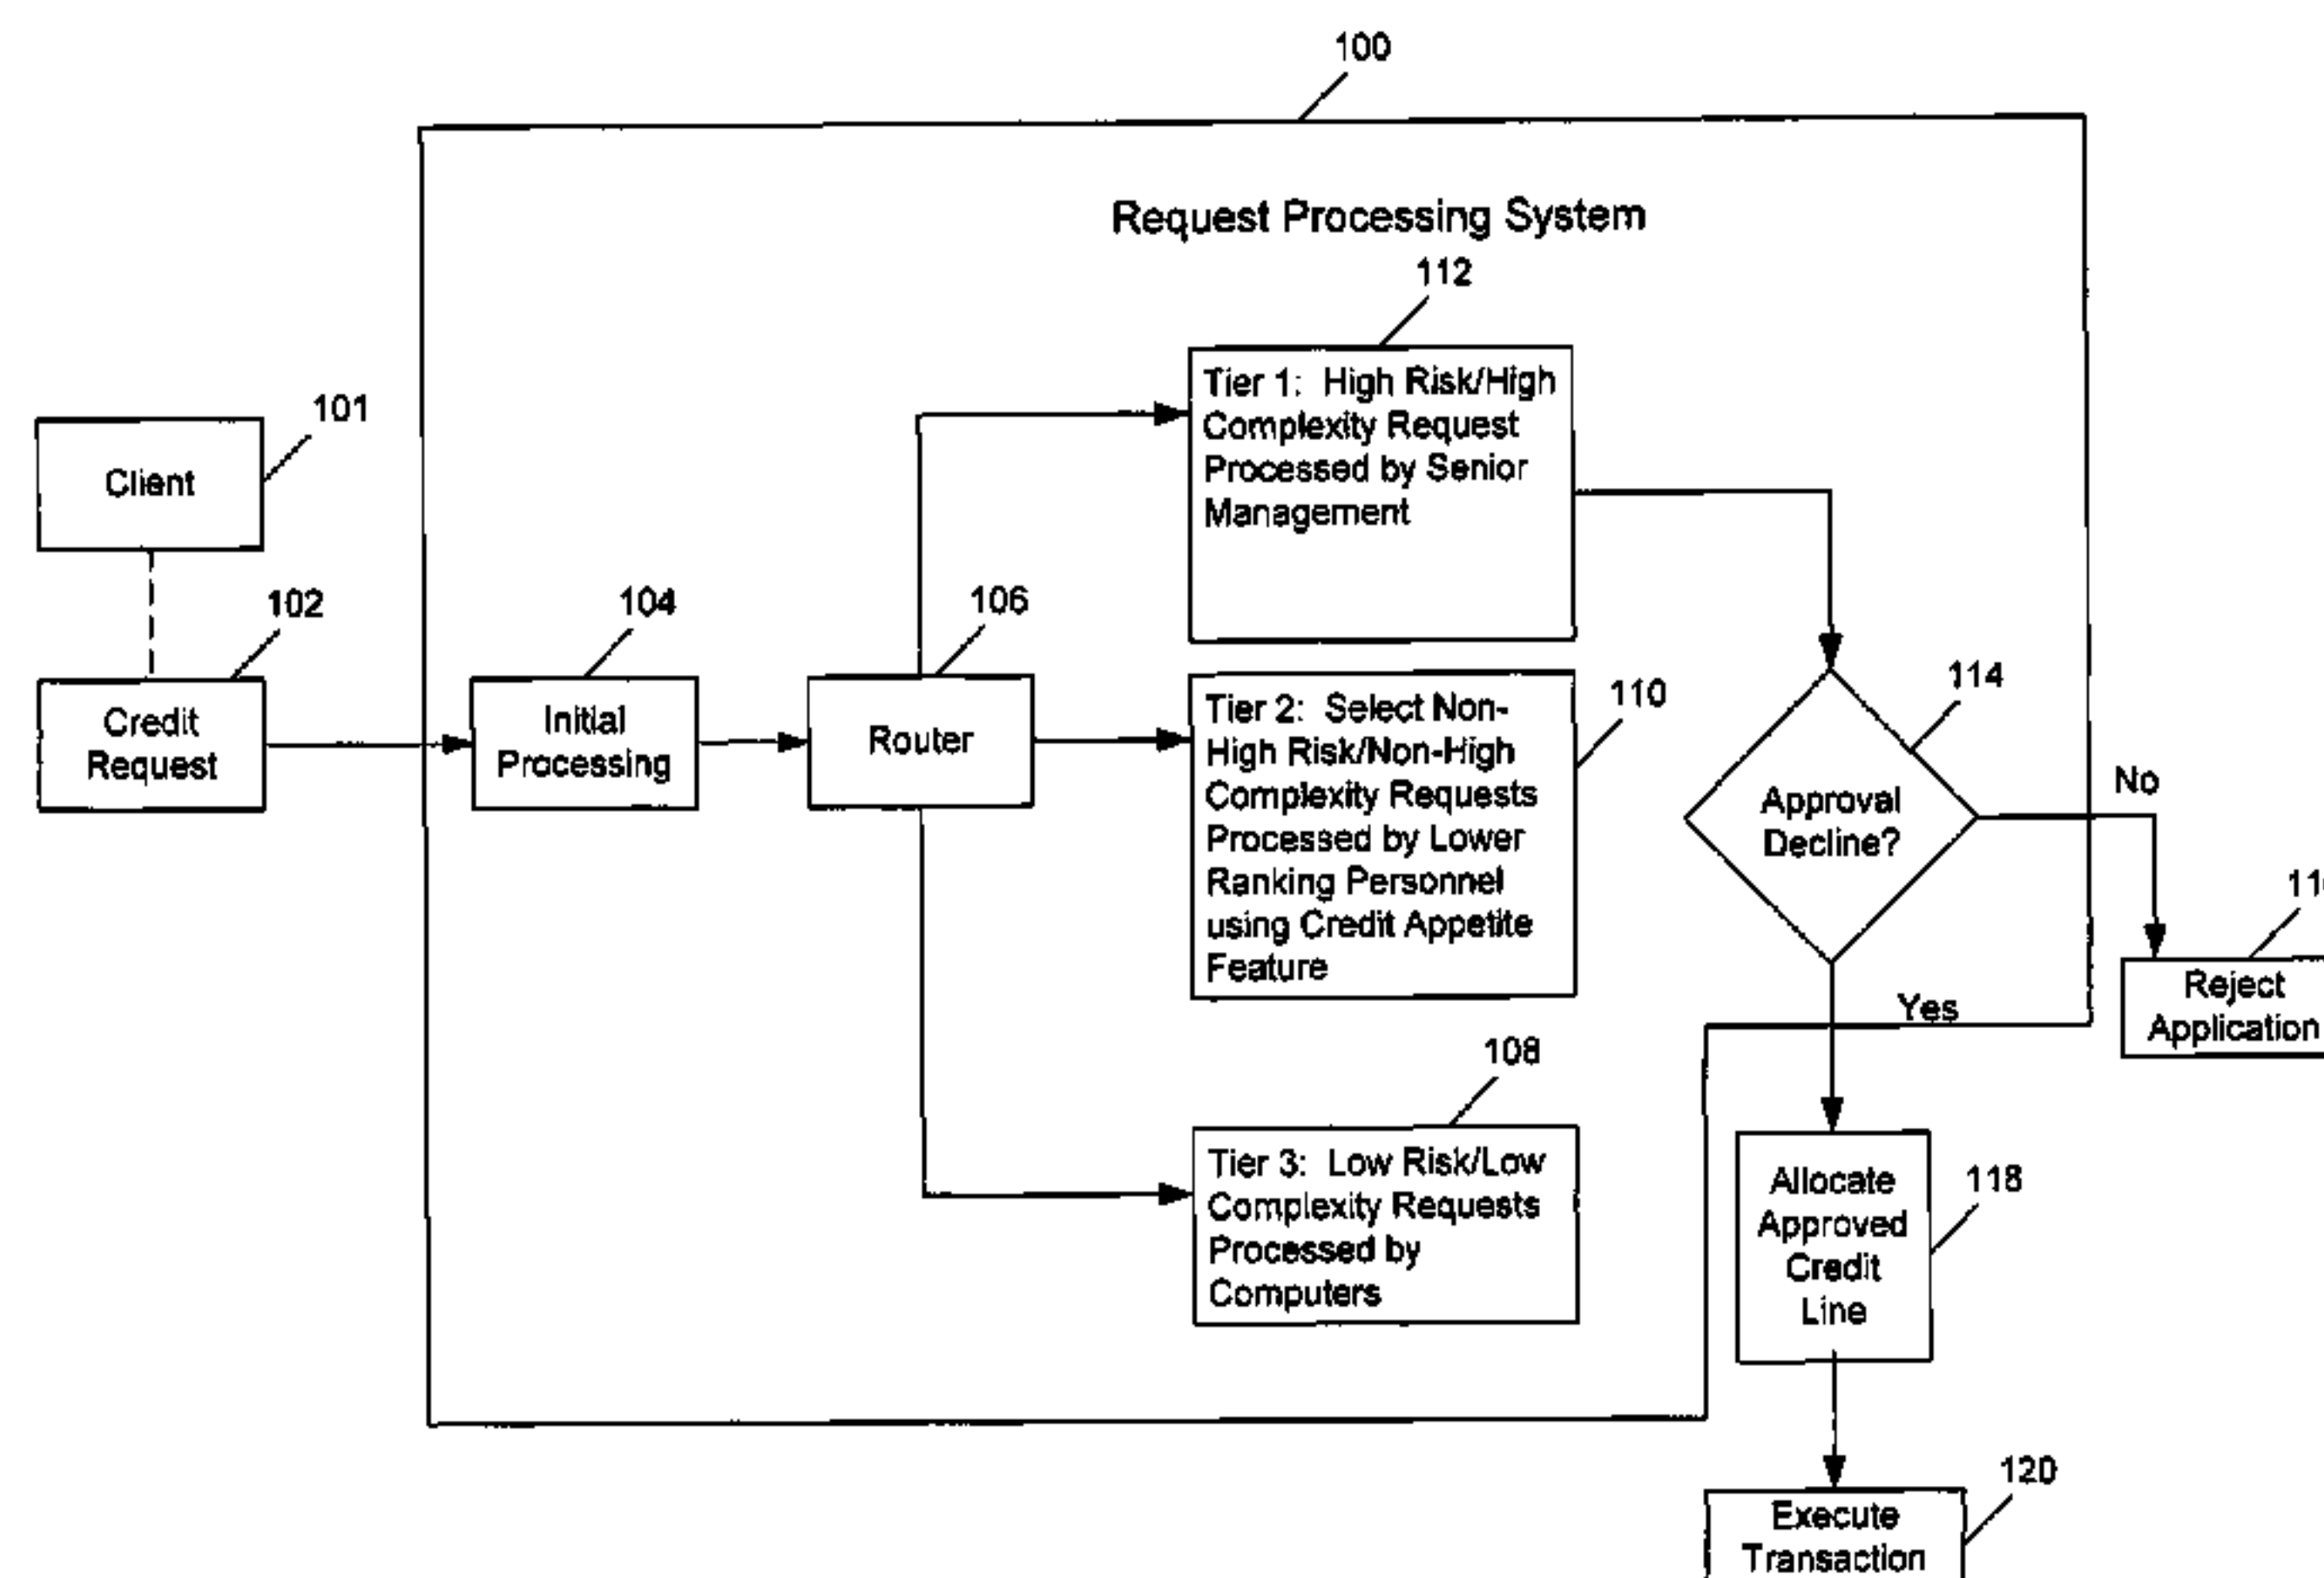 100
Request Processing System
112
Tier 1: High Risk/High
Complexity Request
Processed by Senior
Management
101
Client
102
Credit
Request
104
Initial
Processing
106
Router
110
Tier 2: Select Non-
High Risk/Non-High
Complexity Requests
Processed by Lower
Ranking Personnel
using Credit Appetite
Feature
114
Approval
Decline?
No
Reject
Application
Yes
108
Tier 3: Low Risk/Low
Complexity Requests
Processed by
Computers
118
Allocate
Approved
Credit
Line
120
Execute
Transaction